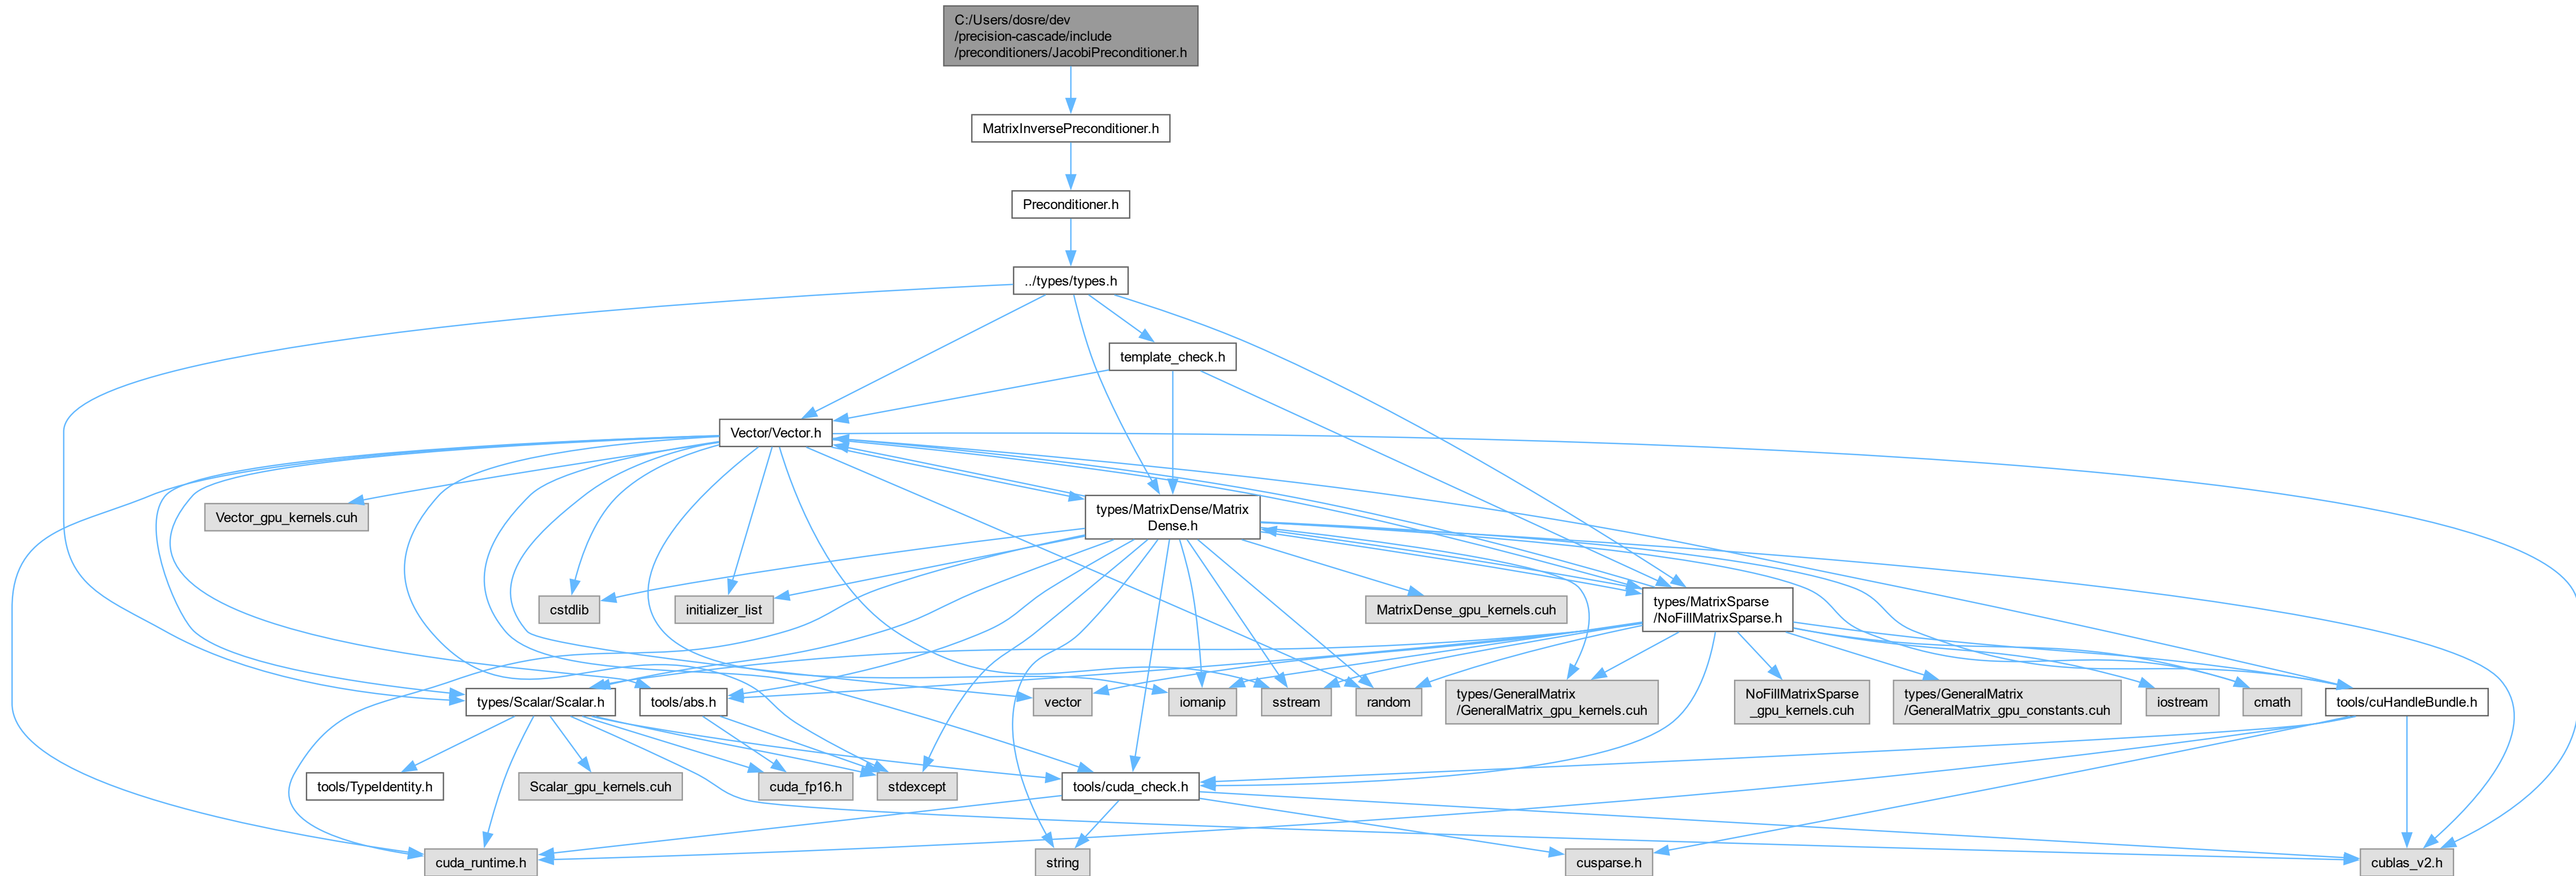 C:/Users/dosre/dev
/precision-cascade/include
/preconditioners/JacobiPreconditioner.h
MatrixInversePreconditioner.h
Preconditioner.h
../types/types.h
template_check.h
Vector/Vector.h
Vector_gpu_kernels.cuh
types/MatrixDense/Matrix
Dense.h
cstdlib
initializer_list
MatrixDense_gpu_kernels.cuh
types/MatrixSparse
/NoFillMatrixSparse.h
types/Scalar/Scalar.h
tools/abs.h
vector
iomanip
sstream
random
types/GeneralMatrix
/GeneralMatrix_gpu_kernels.cuh
NoFillMatrixSparse
_gpu_kernels.cuh
types/GeneralMatrix
/GeneralMatrix_gpu_constants.cuh
iostream
cmath
tools/cuHandleBundle.h
tools/TypeIdentity.h
Scalar_gpu_kernels.cuh
cuda_fp16.h
stdexcept
tools/cuda_check.h
cuda_runtime.h
string
cusparse.h
cublas_v2.h